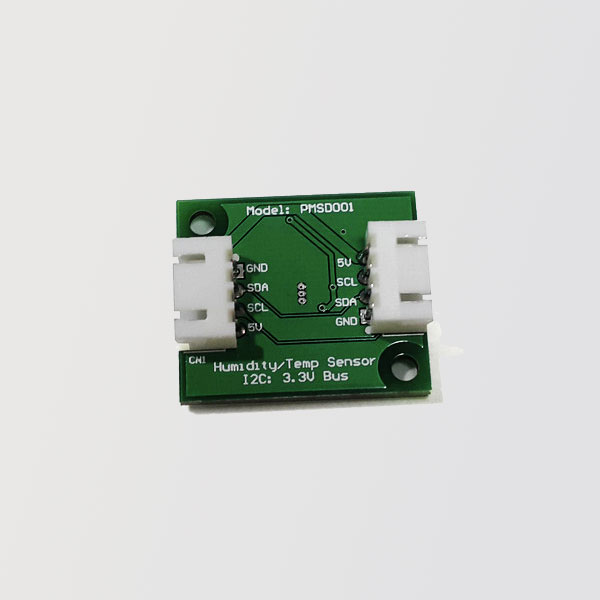 Model: PMSD001
GND
SDA
SCL
5V
5V
SCL
SDA
GND
CN1
Humidity/Temp Sensor
I2C: 3.3V Bus